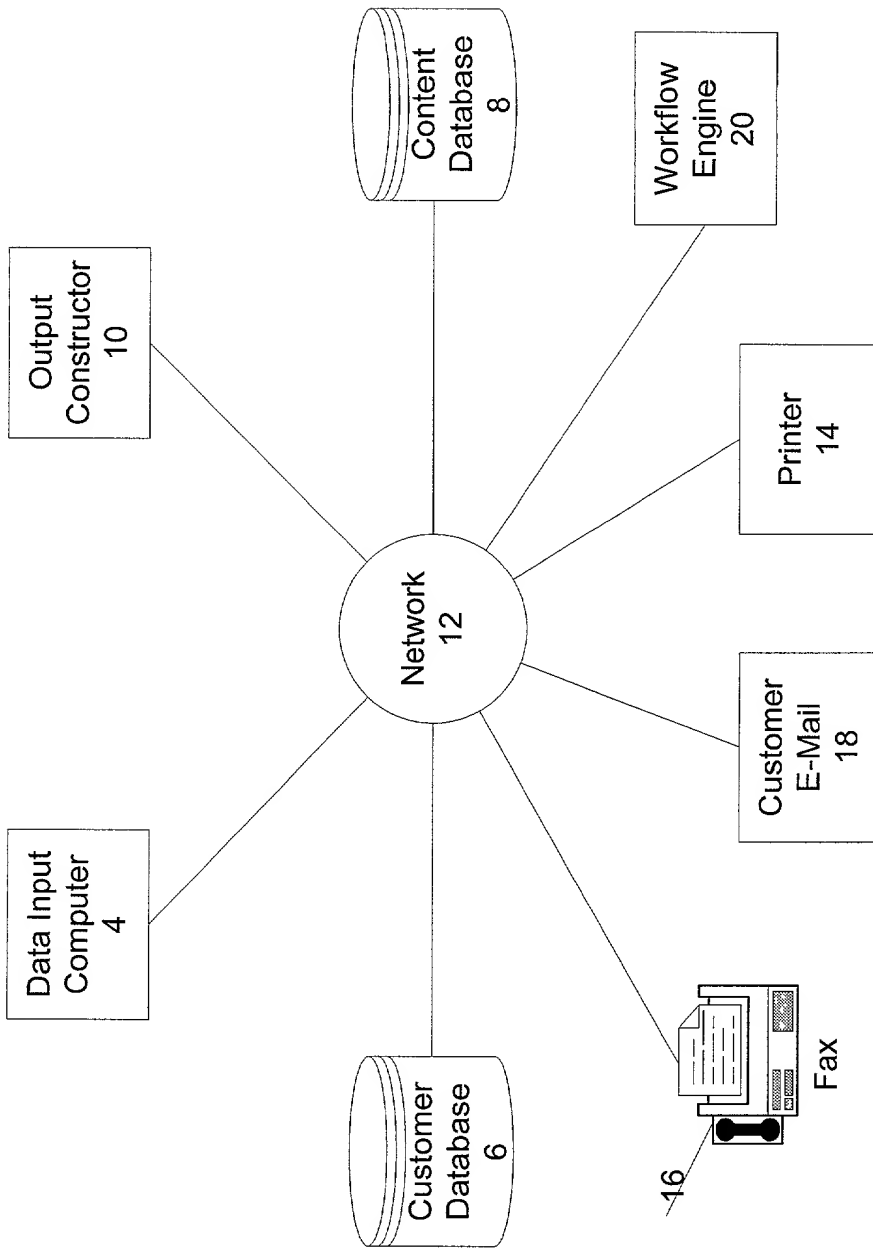 Data Input
Computer
4
Output
Constructor
10
Customer
Database
6
Network
12
Content
Database
8
16
Fax
Customer
E-Mail
18
Printer
14
Workflow
Engine
20